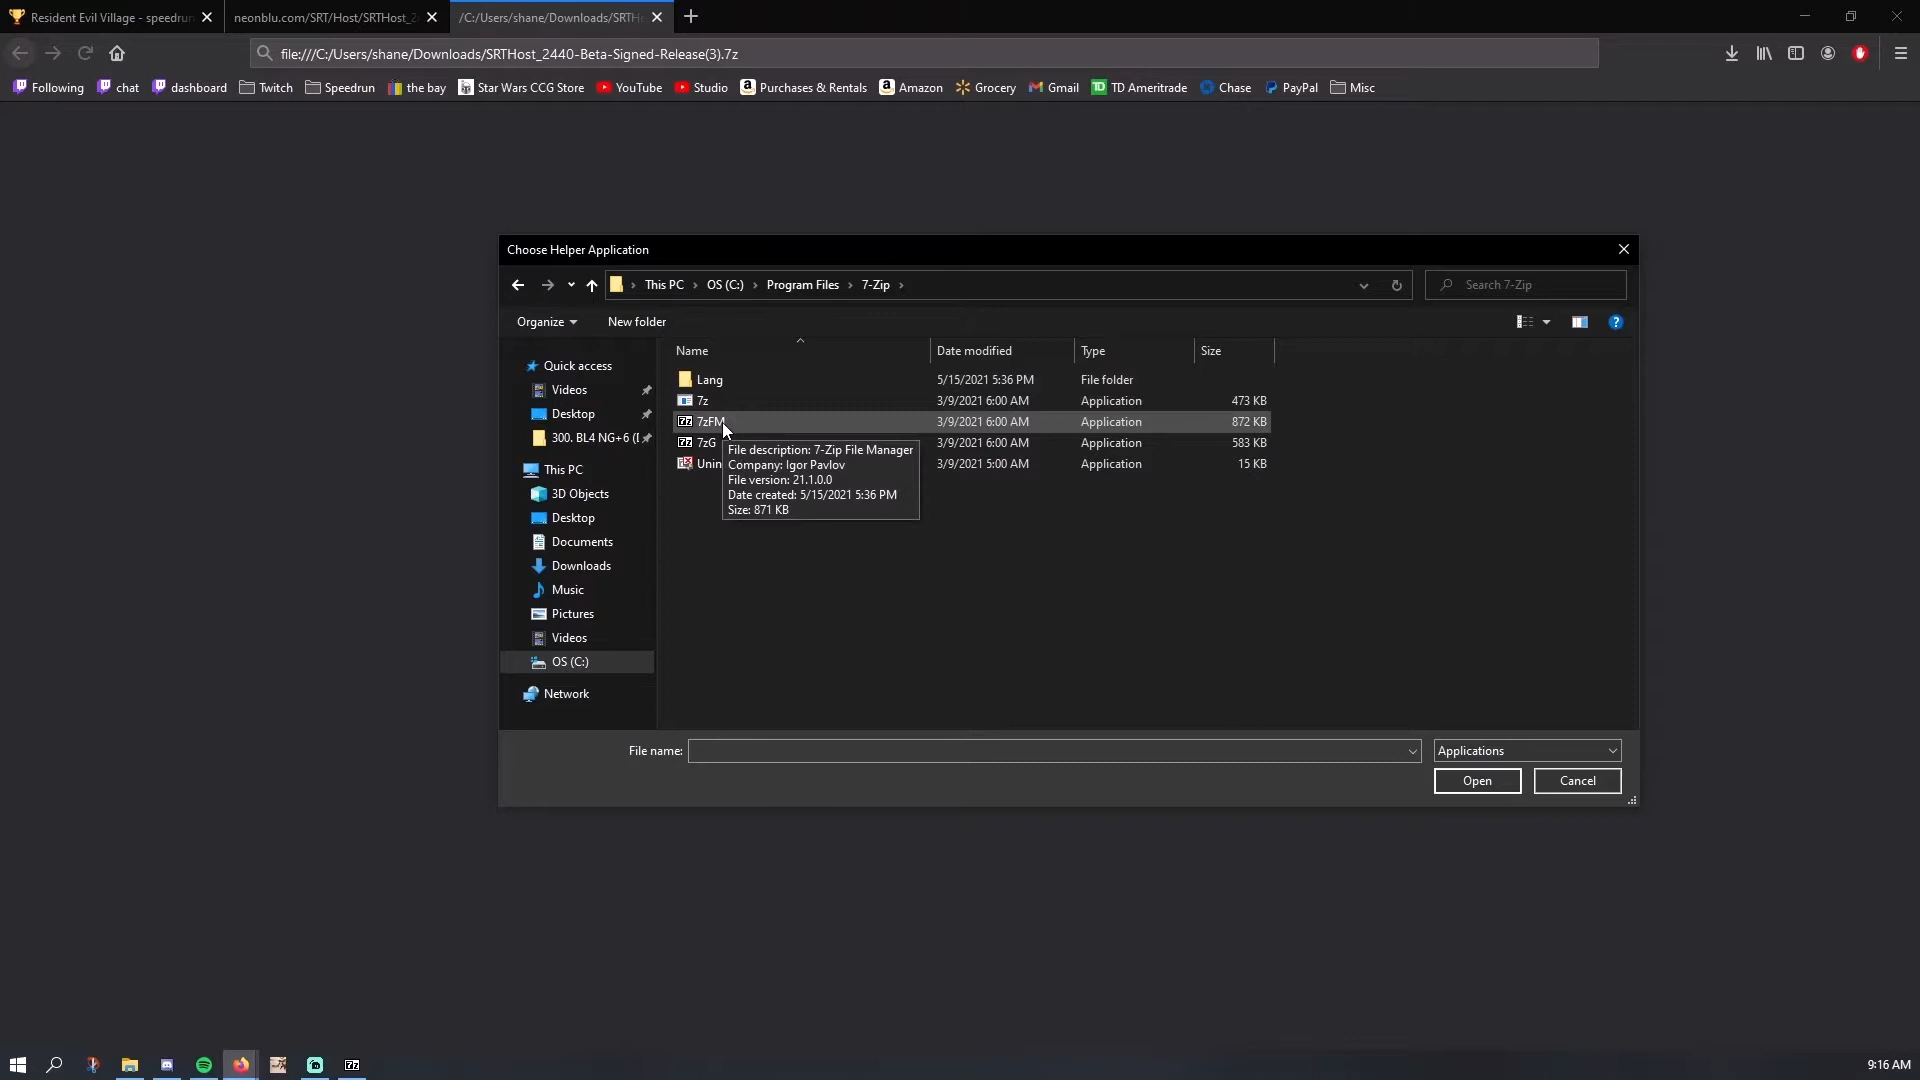 Resident Evil Village - speedrun
neonblu.com/SRT/Host/SRTHost_2
/C:/Users/shane/Downloads/SRTHo
file:///C:/Users/shane/Downloads/SRTHost_2440-Beta-Signed-Release(3).7z
Following chat dashboard Twitch Speedrun the bay Star Wars CCG Store YouTube Studio Purchases & Rentals Amazon Grocery Gmail TD Ameritrade Chase PayPal Misc
Choose Helper Application
This PC > OS (C:) > Program Files > 7-Zip >
Search 7-Zip
Organize New folder
Name Date modified Type Size
Quick access
Videos
Desktop
300. BL4 NG+6 (
This PC
3D Objects
Desktop
Documents
Downloads
Music
Pictures
Videos
OS (C:)
Network
Lang 5/15/2021 5:36 PM File folder
7z 3/9/2021 6:00 AM Application 473 KB
7zFM 3/9/2021 6:00 AM Application 872 KB
7zG 3/9/2021 6:00 AM Application 583 KB
Unin 3/9/2021 5:00 AM Application 15 KB
File description: 7-Zip File Manager
Company: Igor Pavlov
File version: 21.1.0.0
Date created: 5/15/2021 5:36 PM
Size: 871 KB
File name:
Applications
Open Cancel
9:16 AM